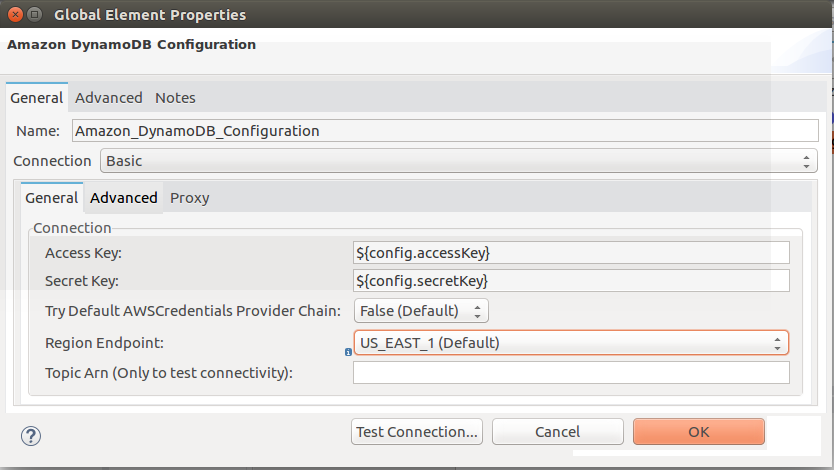 Global Element Properties
Amazon DynamoDB Configuration
General Advanced Notes
Name: Amazon_DynamoDB_Configuration
Connection Basic
General Advanced Proxy
Connection
Access Key: ${config.accessKey}
Secret Key: ${config.secretKey}
Try Default AWSCredentials Provider Chain: False (Default)
Region Endpoint: US_EAST_1 (Default)
Topic Arn (Only to test connectivity):
? Test Connection... Cancel OK